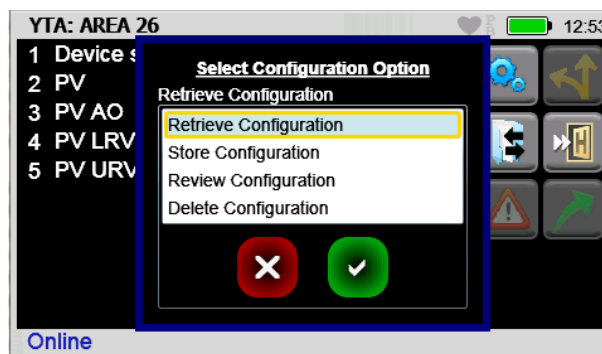 YTA: AREA 26
12:53
1 Device s
2 PV
3 PV AO
4 PV LRV
5 PV URV
Select Configuration Option
Retrieve Configuration
Retrieve Configuration
Store Configuration
Review Configuration
Delete Configuration
Online